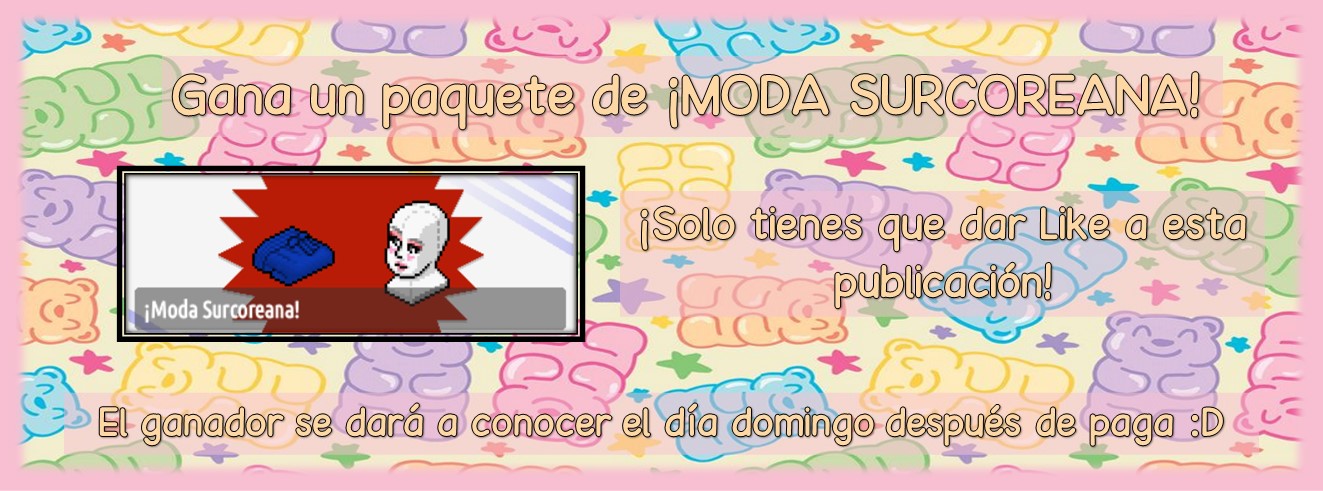 Gana un paquete de ¡MODA SURCOREANA!
¡Moda Surcoreana!
¡Solo tienes que dar Like a esta
publicación!
El ganador se dará a conocer el día domingo después de paga :D